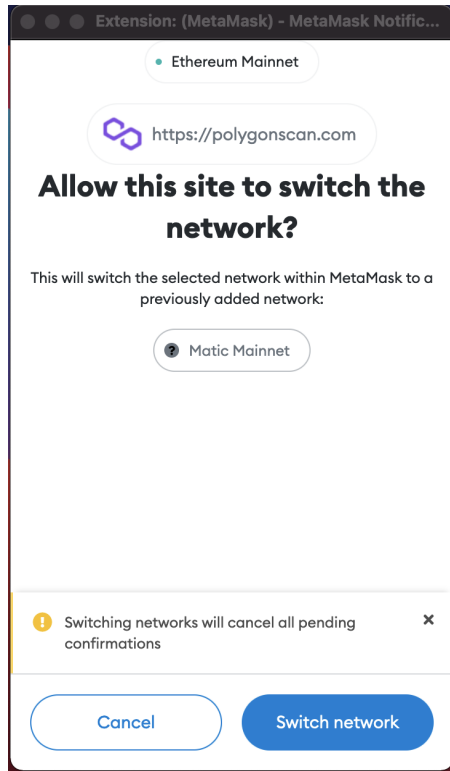 Extension: (MetaMask) - MetaMask Notific...
Ethereum Mainnet
https://polygonscan.com
Allow this site to switch the
network?
This will switch the selected network within MetaMask to a
previously added network:
? Matic Mainnet
! Switching networks will cancel all pending
confirmations
Cancel
Switch network